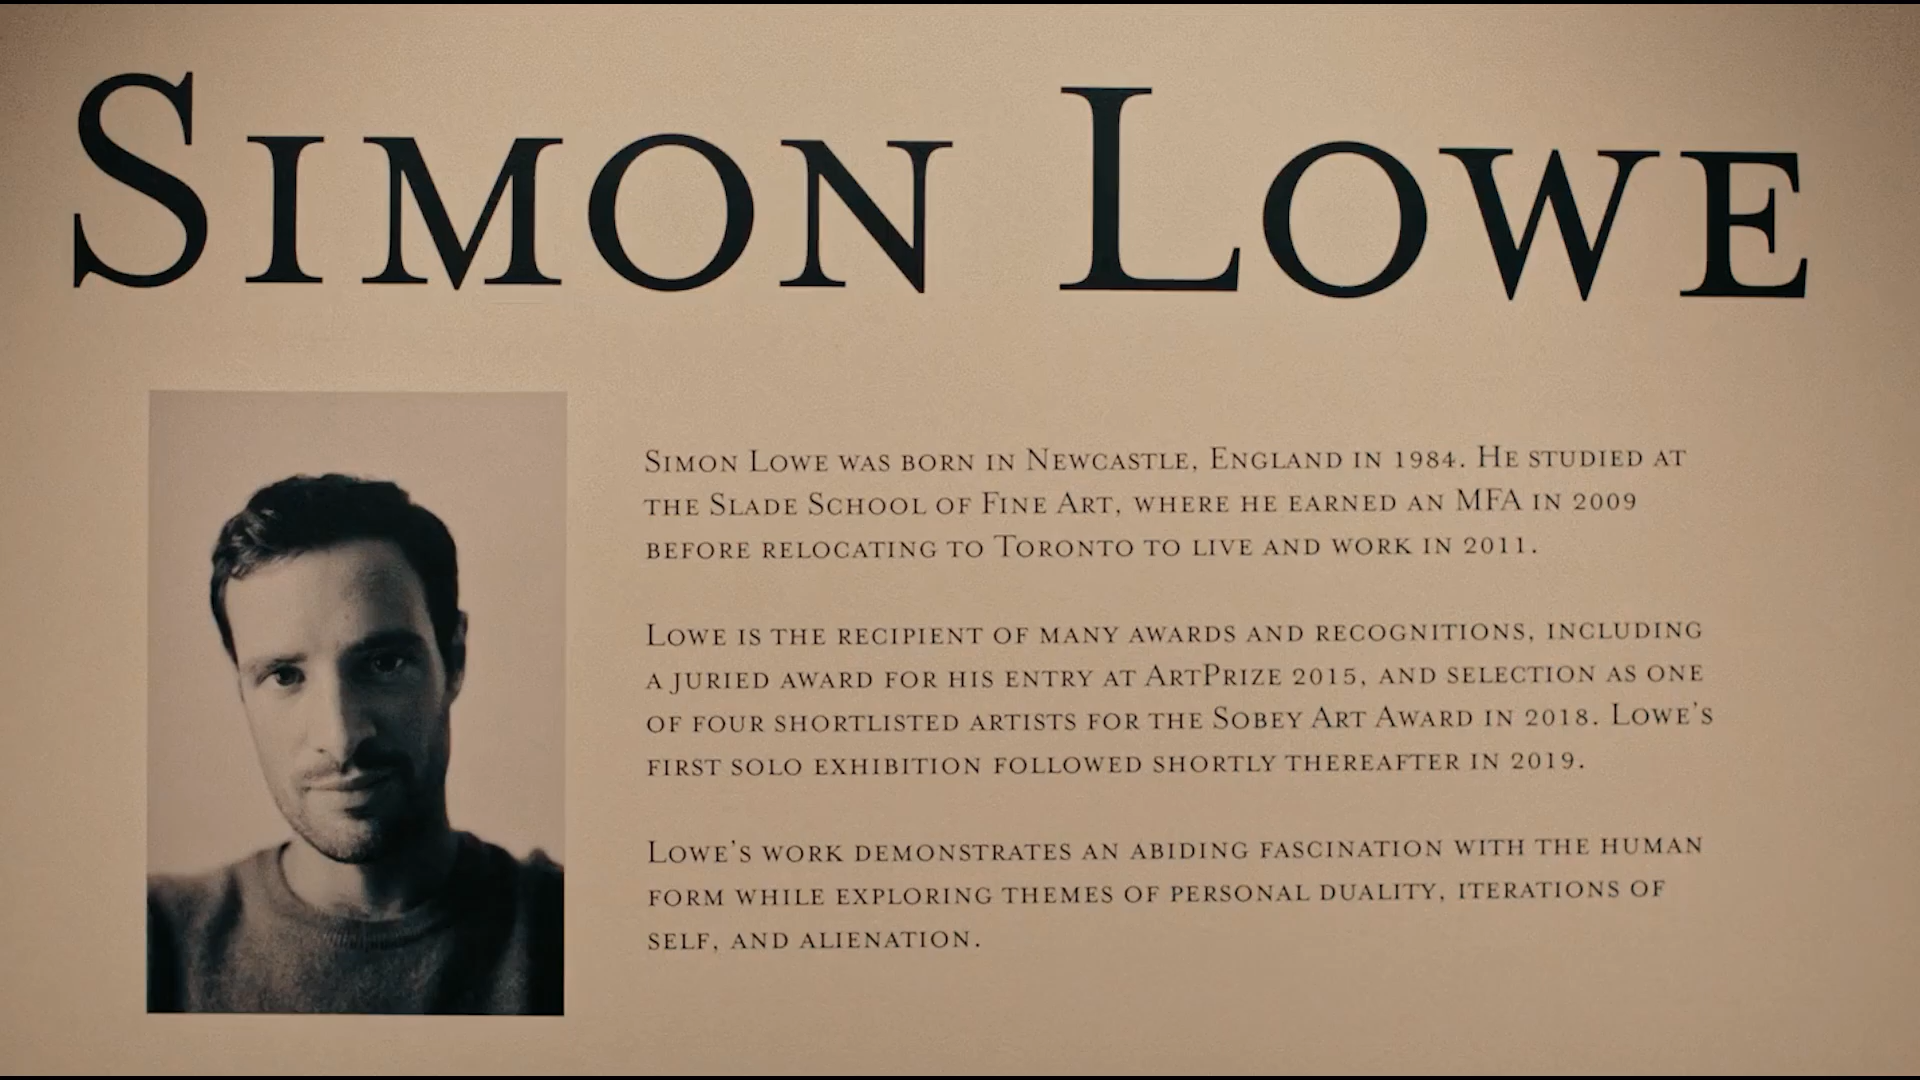 SIMON LOWE
SIMON LOWE WAS BORN IN NEWCASTLE, ENGLAND IN 1984. HE STUDIED AT
THE SLADE SCHOOL OF FINE ART, WHERE HE EARNED AN MFA IN 2009
BEFORE RELOCATING TO TORONTO TO LIVE AND WORK IN 2011.
LOWE IS THE RECIPIENT OF MANY AWARDS AND RECOGNITIONS, INCLUDING
A JURIED AWARD FOR HIS ENTRY AT ARTPRIZE 2015, AND SELECTION AS ONE
OF FOUR SHORTLISTED ARTISTS FOR THE SOBEY ART AWARD IN 2018. LOWE'S
FIRST SOLO EXHIBITION FOLLOWED SHORTLY THEREAFTER IN 2019.
LOWE'S WORK DEMONSTRATES AN ABIDING FASCINATION WITH THE HUMAN
FORM WHILE EXPLORING THEMES OF PERSONAL DUALITY, ITERATIONS OF
SELF, AND ALIENATION.